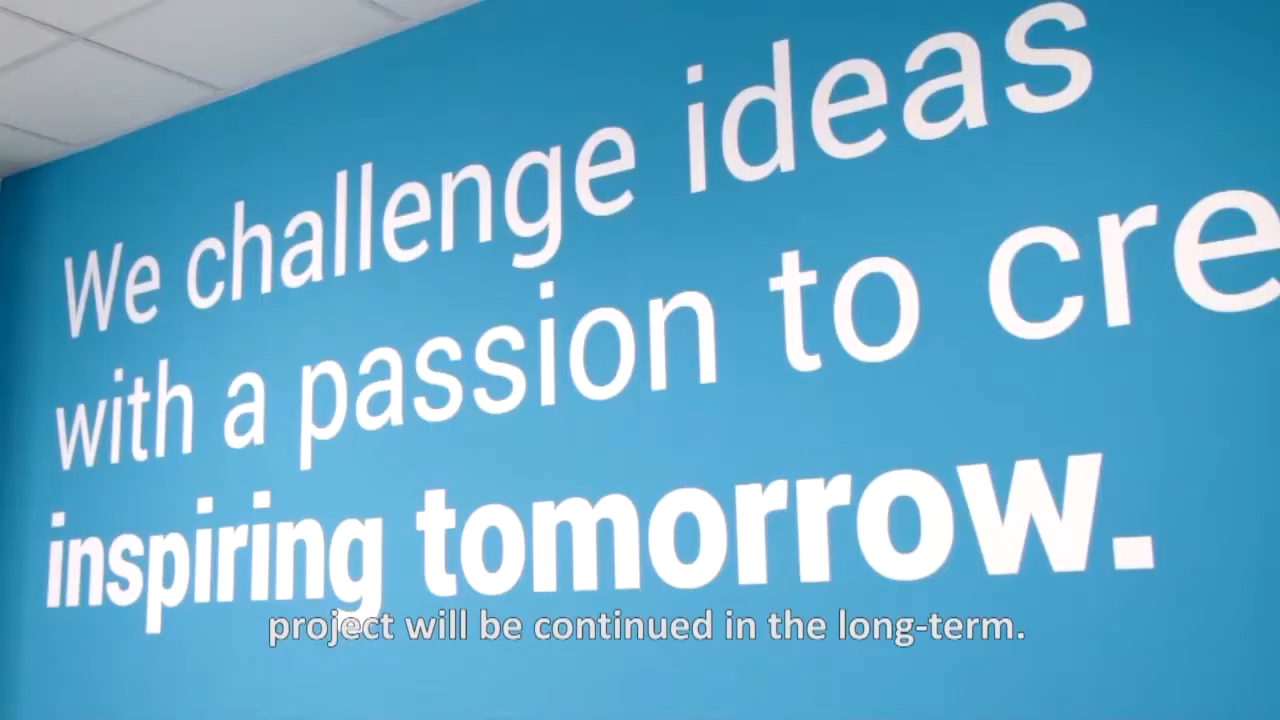 We challenge ideas
with a passion to cre
inspiring tomorrow.
project will be continued in the long-term.